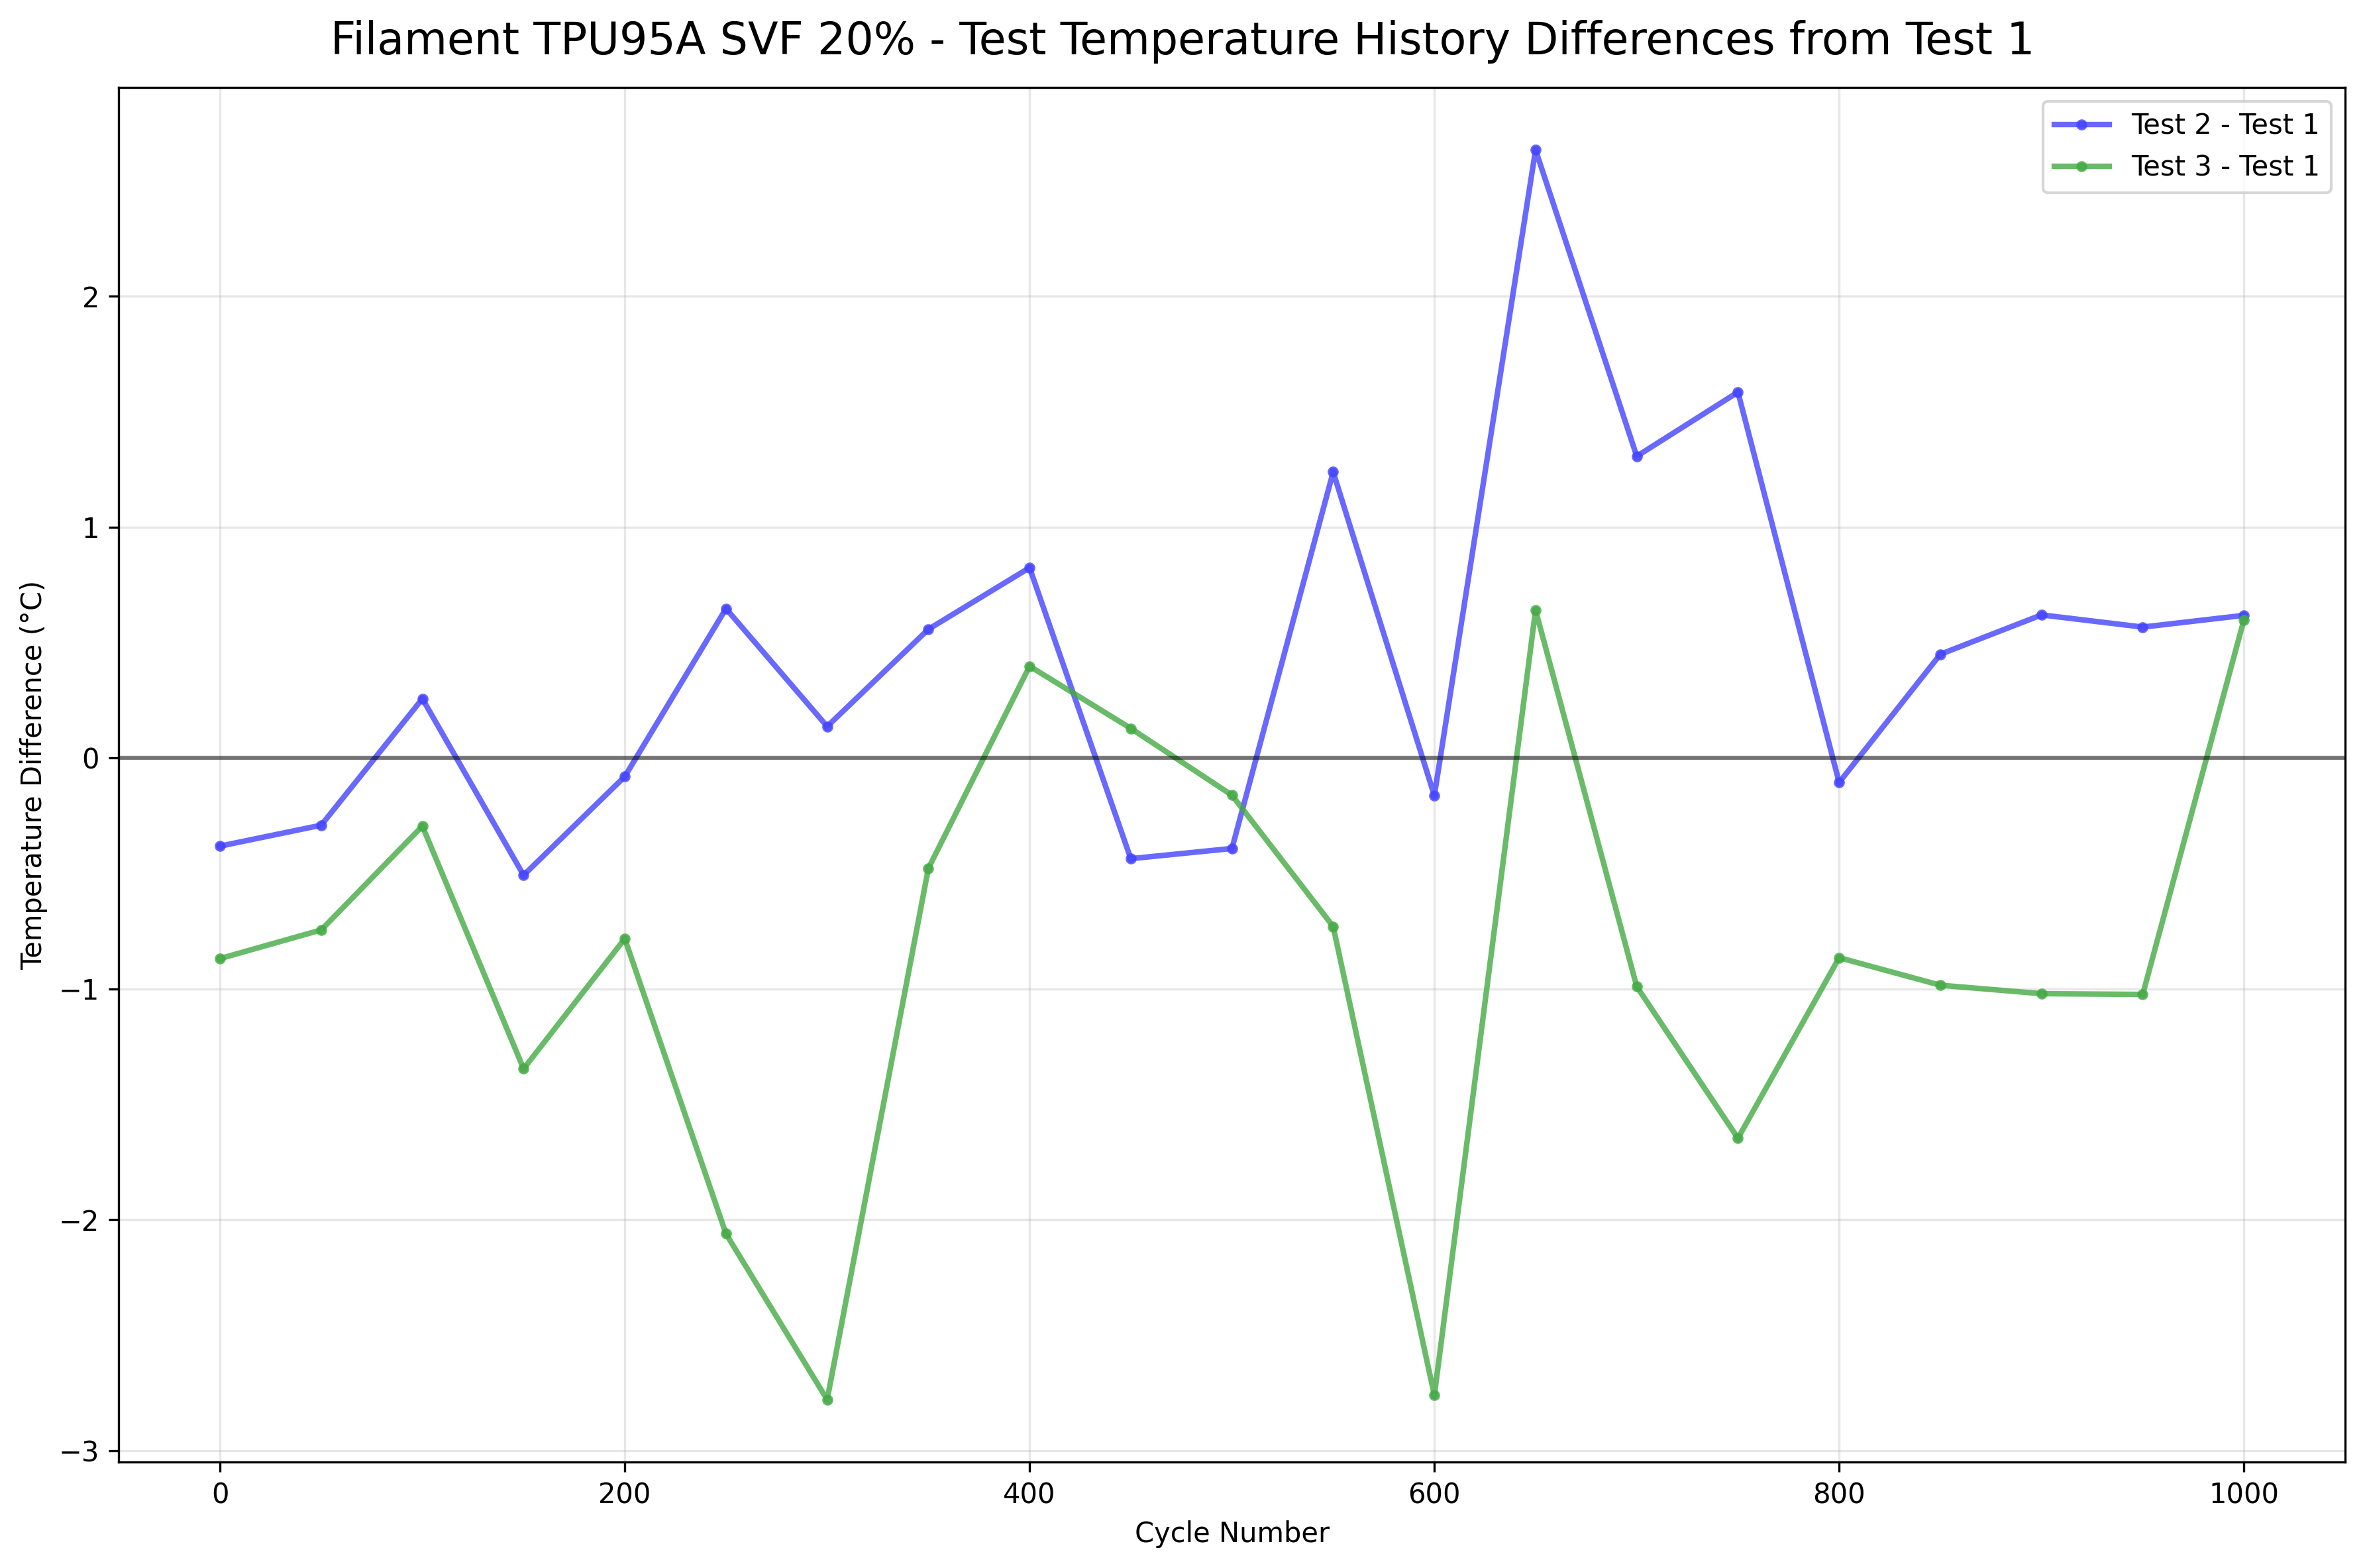 Filament TPU95A SVF 20% - Test Temperature History Differences from Test 1
Test 2 - Test 1
Test 3 - Test 1
Temperature Difference (°C)
2
1
0
−1
−2
−3
0 200 400 600 800 1000
Cycle Number